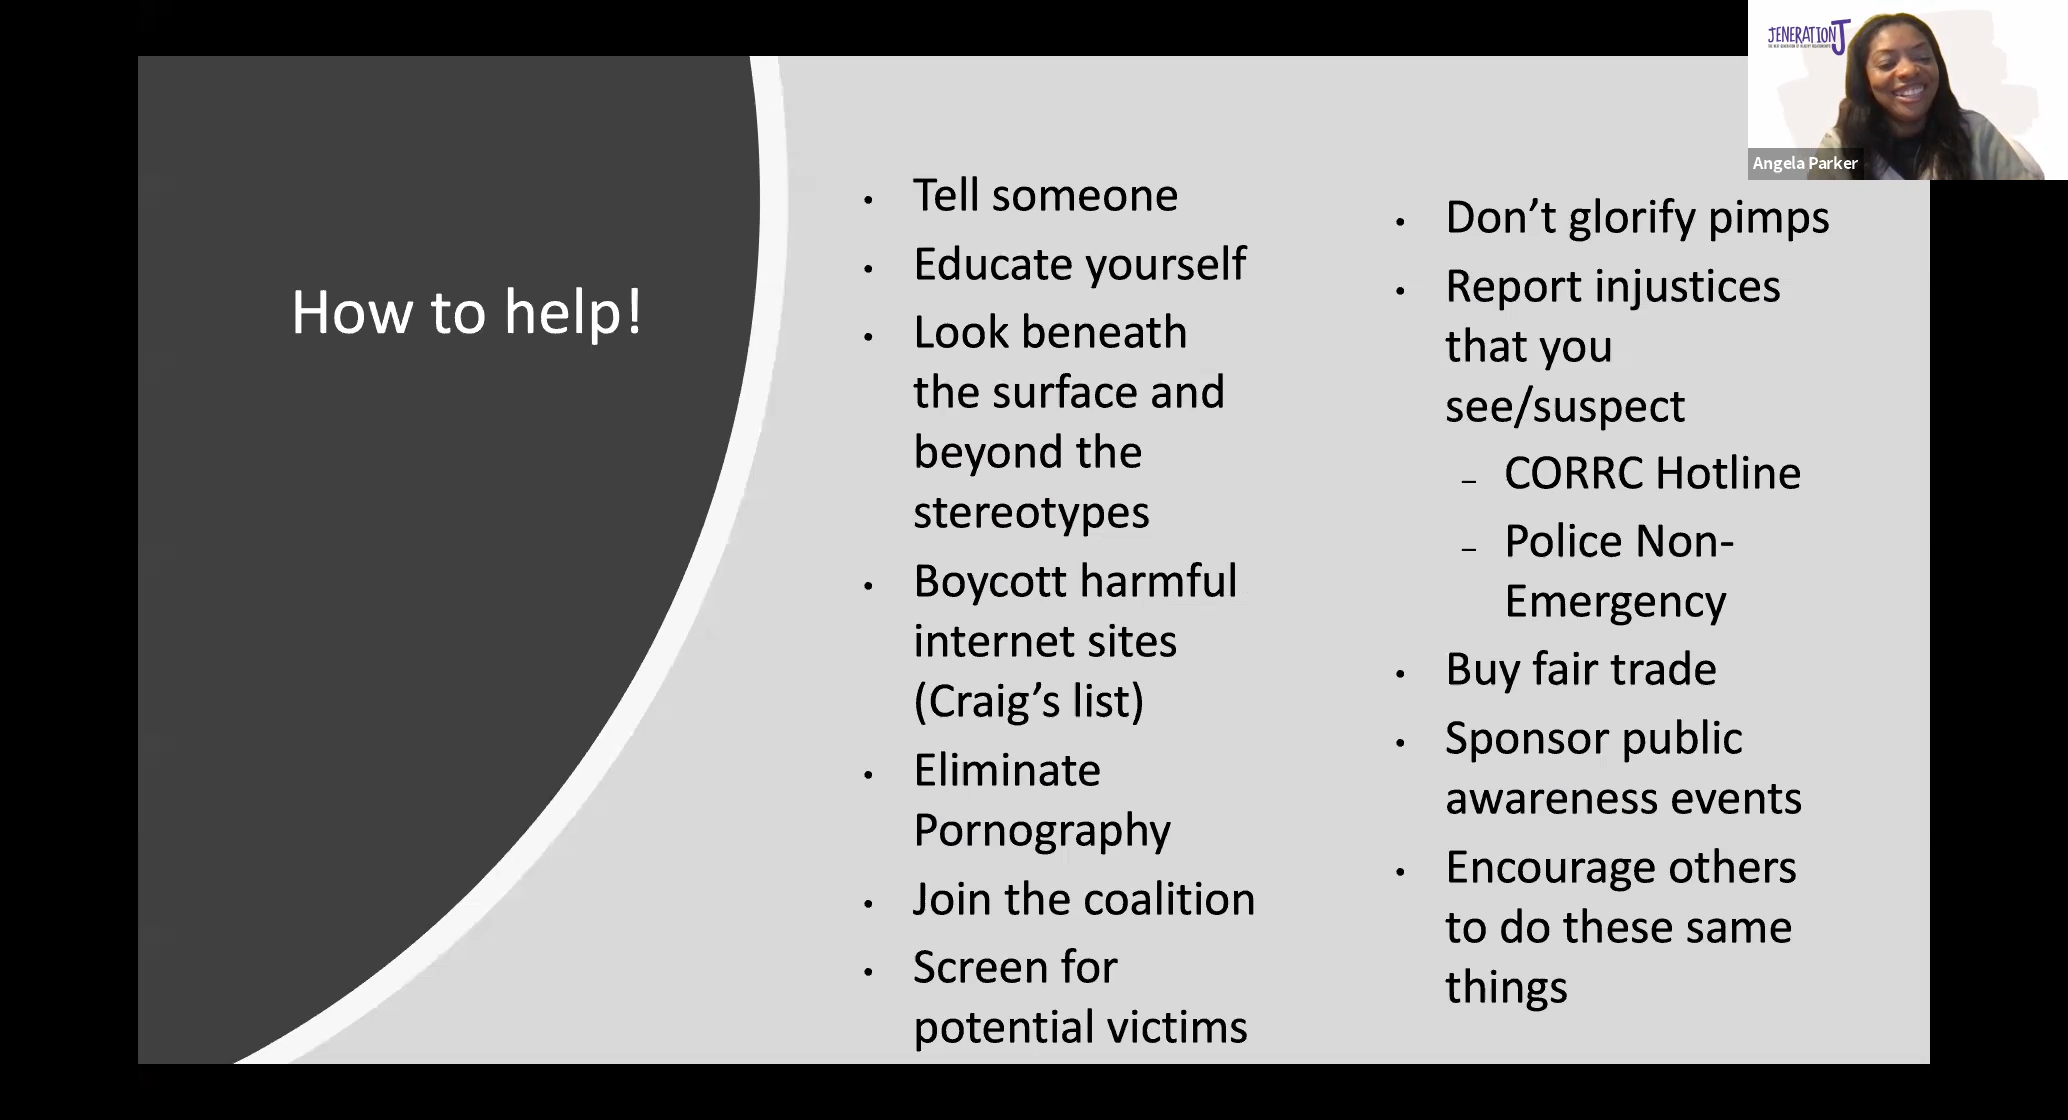 How to help!
• Tell someone
• Educate yourself
• Look beneath
the surface and
beyond the
stereotypes
• Boycott harmful
internet sites
(Craig’s list)
• Eliminate
Pornography
• Join the coalition
• Screen for
potential victims
• Don’t glorify pimps
• Report injustices
that you
see/suspect
– CORRC Hotline
– Police Non-
Emergency
• Buy fair trade
• Sponsor public
awareness events
• Encourage others
to do these same
things
JENERATION J
Angela Parker